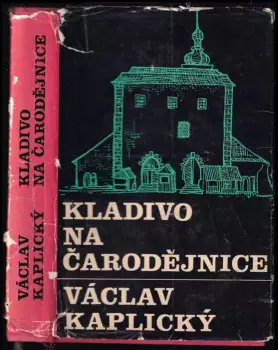 VÁCLAV
KAPLICKÝ
KLADIVO
NA ČARODĚJNICE
KLADIVO
NA
ČARODĚJNICE
VÁCLAV
KAPLICKÝ